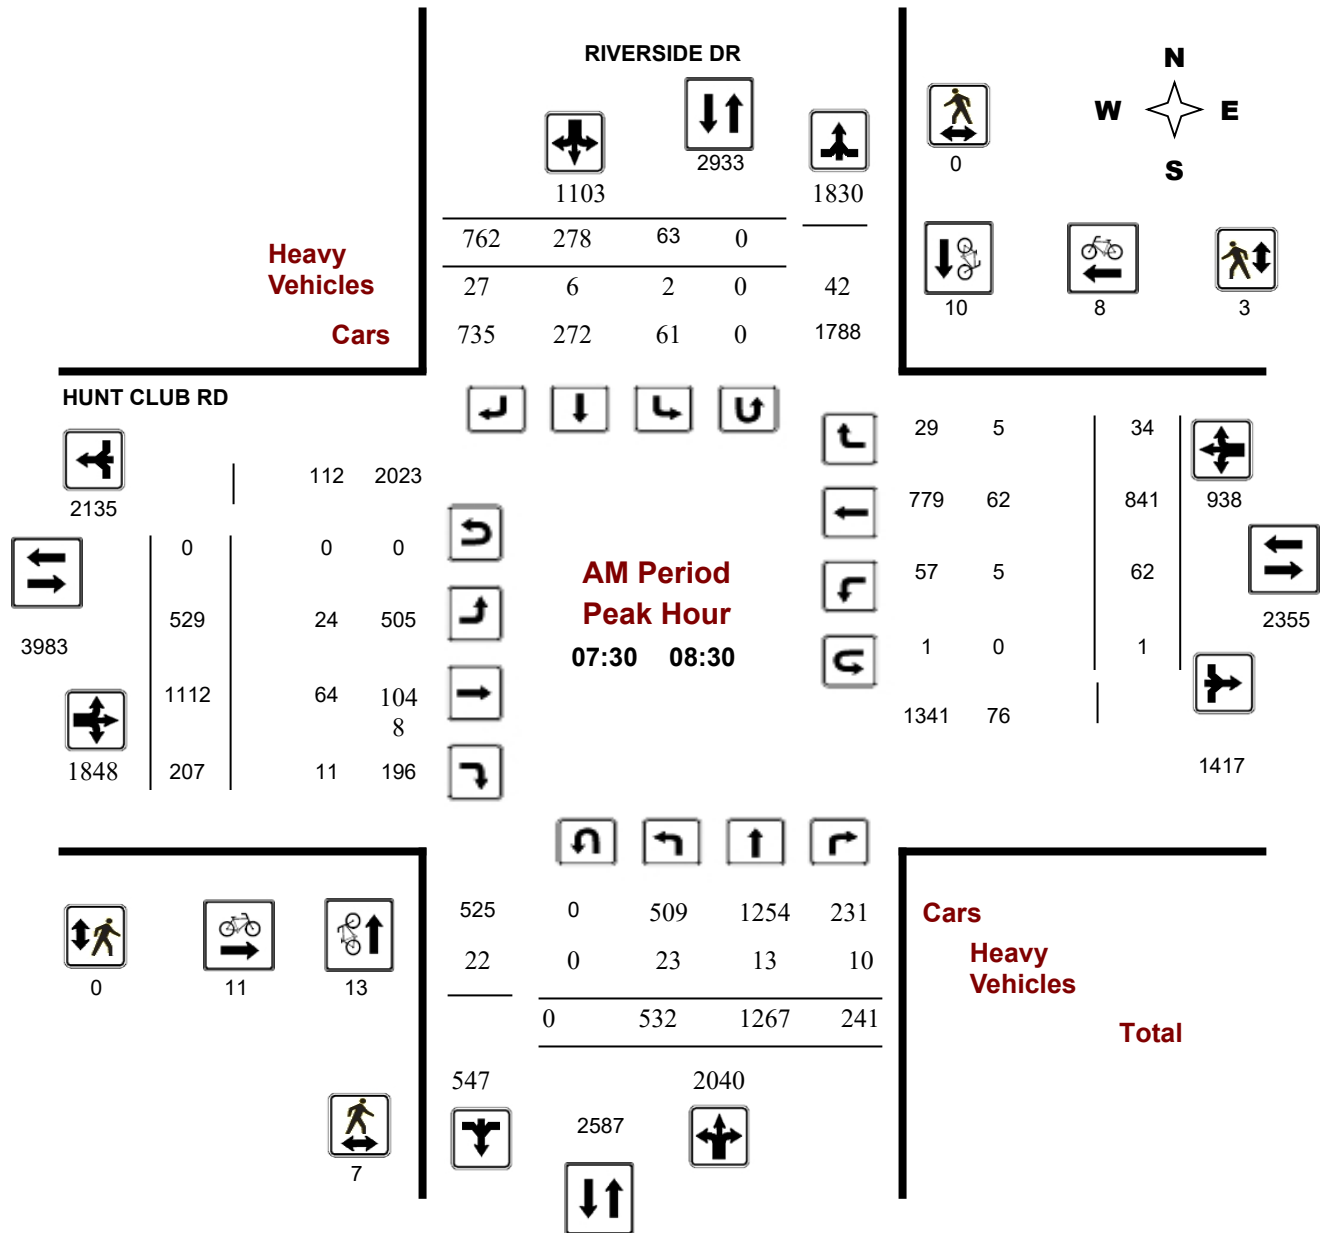 RIVERSIDE DR
N
W E
S
2933
0
1103
1830
762 278 63 0
Heavy
Vehicles
27 6 2 0 42
10 8 3
Cars
735 272 61 0 1788
HUNT CLUB RD
29 5 34
112 2023
2135
779 62 841 938
0 0 0
AM Period
57 5 62
529 24 505
Peak Hour
2355
3983
07:30 08:30
1 0 1
1112 64 104
8
1341 76
1848 207 11 196
1417
525 0 509 1254 231
Cars
22 0 23 13 10
Heavy
Vehicles
0 11 13
0 532 1267 241
Total
547 2040
2587
7